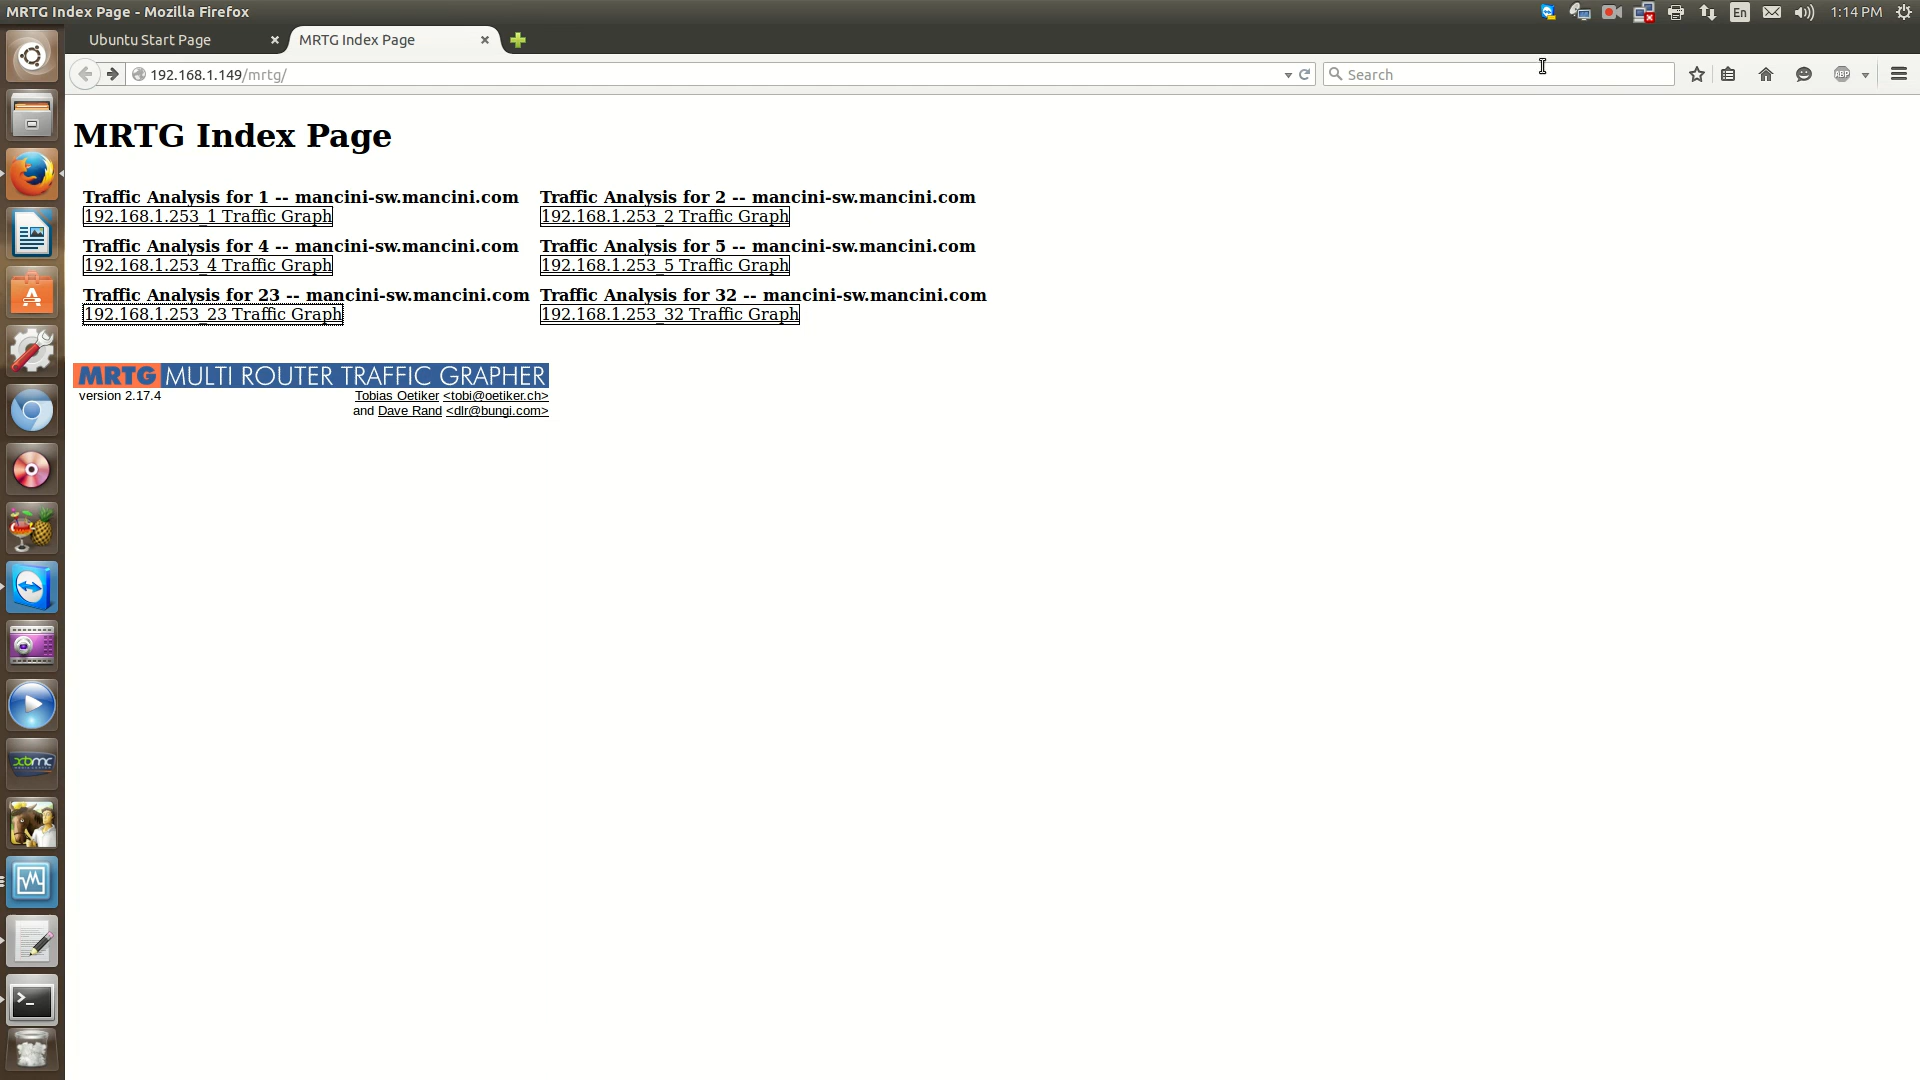 MRTG Index Page - Mozilla Firefox
En
1:14 PM
Ubuntu Start Page
MRTG Index Page
192.168.1.149/mrtg/
Search
ABP
MRTG Index Page
Traffic Analysis for 1 -- mancini-sw.mancini.com
Traffic Analysis for 2 -- mancini-sw.mancini.com
192.168.1.253_1 Traffic Graph
192.168.1.253_2 Traffic Graph
Traffic Analysis for 4 -- mancini-sw.mancini.com
Traffic Analysis for 5 -- mancini-sw.mancini.com
192.168.1.253_4 Traffic Graph
192.168.1.253_5 Traffic Graph
Traffic Analysis for 23 -- mancini-sw.mancini.com
Traffic Analysis for 32 -- mancini-sw.mancini.com
192.168.1.253_23 Traffic Graph
192.168.1.253_32 Traffic Graph
MRTG MULTI ROUTER TRAFFIC GRAPHER
version 2.17.4
Tobias Oetiker <tobi@oetiker.ch>
and Dave Rand <dlr@bungi.com>
xbmc
>_